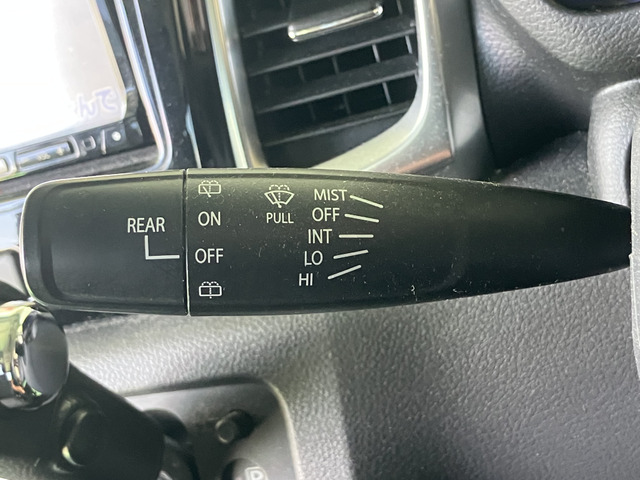 REAR
ON
OFF
PULL
MIST
OFF
INT
LO
HI
P